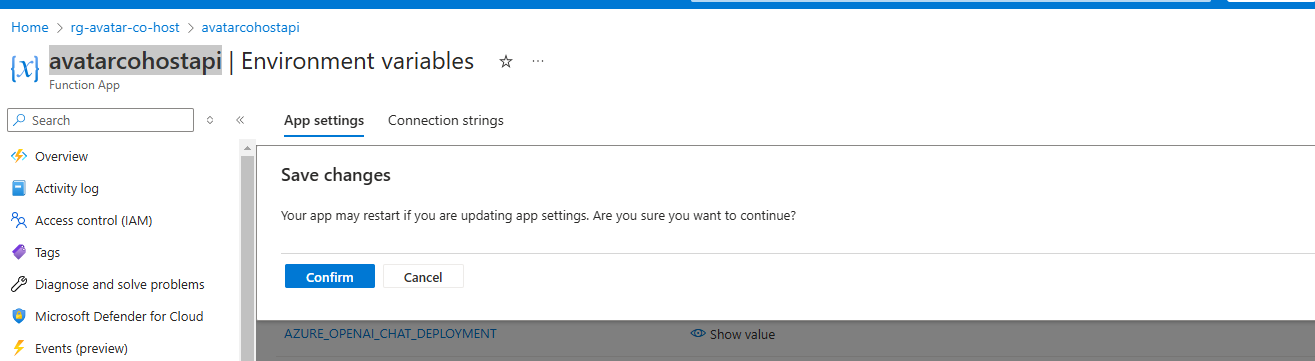 Home > rg-avatar-co-host > avatarcohostapi
{x} avatarcohostapi | Environment variables ☆ ...
Function App
Search
App settings Connection strings
Overview
Activity log
Access control (IAM)
Tags
Diagnose and solve problems
Microsoft Defender for Cloud
Events (preview)
Save changes
Your app may restart if you are updating app settings. Are you sure you want to continue?
Confirm Cancel
AZURE_OPENAI_CHAT_DEPLOYMENT Show value